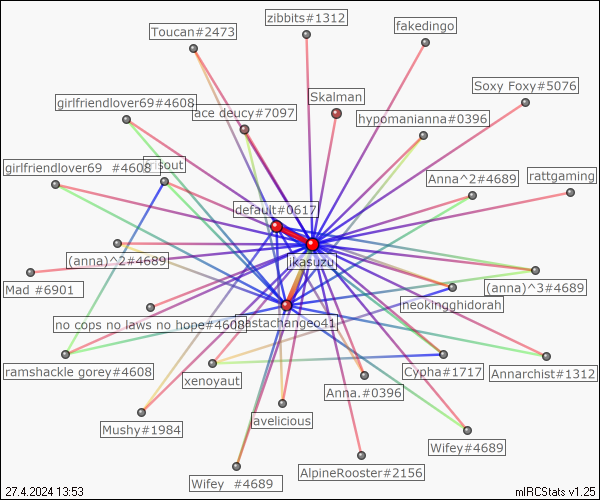 zibbits#1312
fakedingo
Toucan#2473
Soxy Foxy#5076
Skalman
girlfriendlover69#4608
ace deucy#7097
hypomanianna#0396
girlfriendlover69 #4608
Anna^2#4689
rattgaming
default#0617
(anna)^2#4689
ikasuzu
Mad #6901
(anna)^3#4689
neokingghidorah
no cops no laws no hope#4608
astachangeo41
ramshackle gorey#4608
xenoyaut
Cypha#1717
Annarchist#1312
Anna.#0396
avelicious
Mushy#1984
Wifey#4689
AlpineRooster#2156
Wifey #4689
27.4.2024 13:53
mIRCStats v1.25